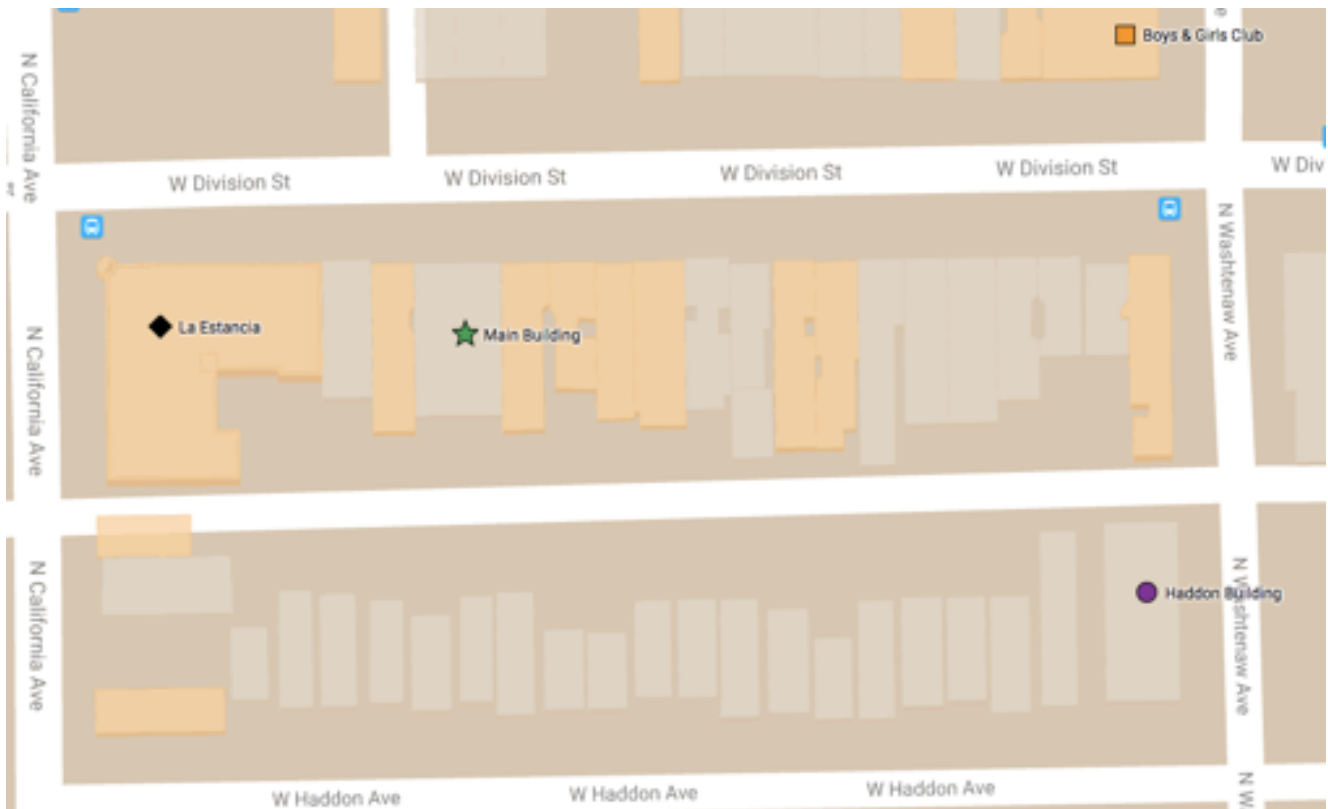 Boys & Girls Club
N California Ave
W Division St
W Division St
W Division St
W Division St
W Div
N Washtenaw Ave
La Estancia
Main Building
N California Ave
N California Ave
Haddon Building
N Washtenaw Ave
W Haddon Ave
W Haddon Ave
W Haddon Ave
N W